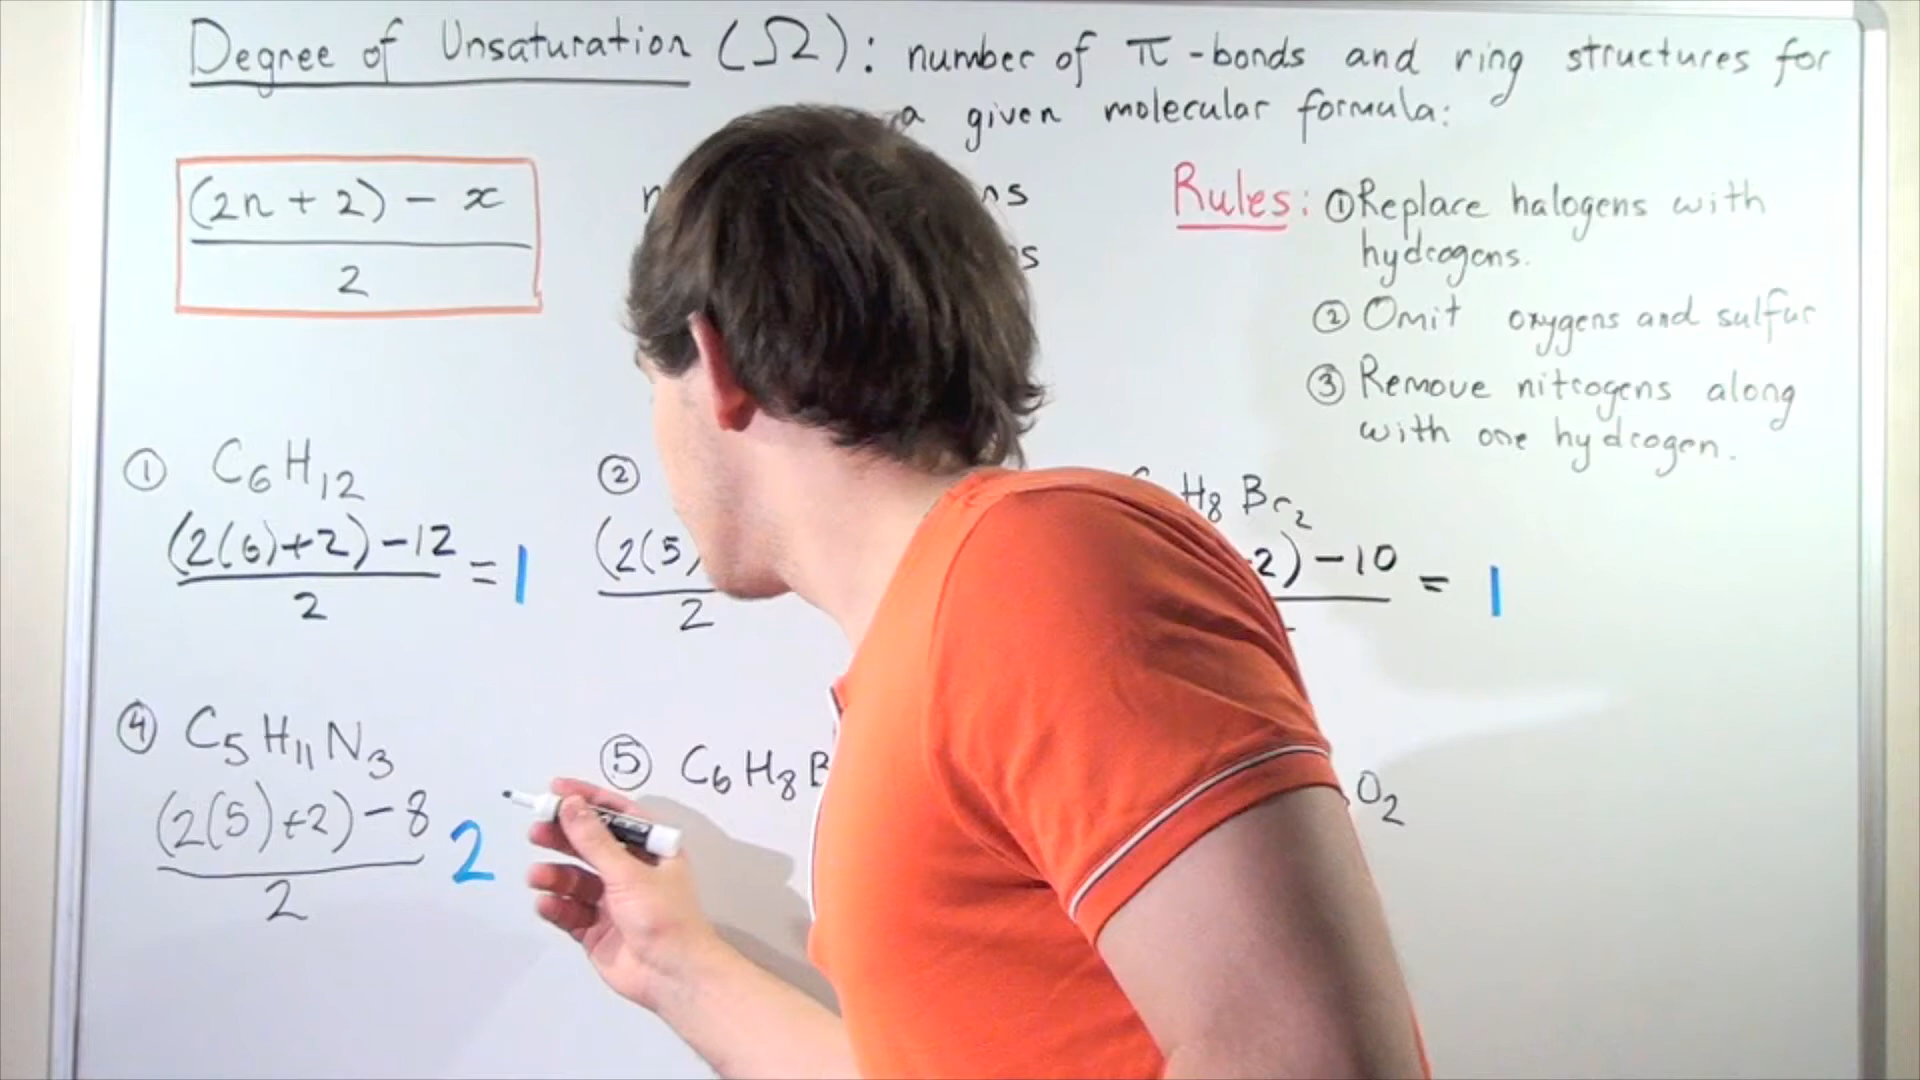 Degree of Unsaturation (Ω): number of π-bonds and ring structures for
a given molecular formula:
(2n + 2) - x
2
Rules: ① Replace halogens with
hydrogens.
② Omit oxygens and sulfur
③ Remove nitrogens along
with one hydrogen.
① C₆H₁₂
(2(6)+2) - 12
2
= 1
②
(2(5)
2
H₈Br₂
2) - 10 = 1
④ C₅H₁₁N₃
(2(5)+2) - 8
2
2
⑤ C₆H₈
O₂